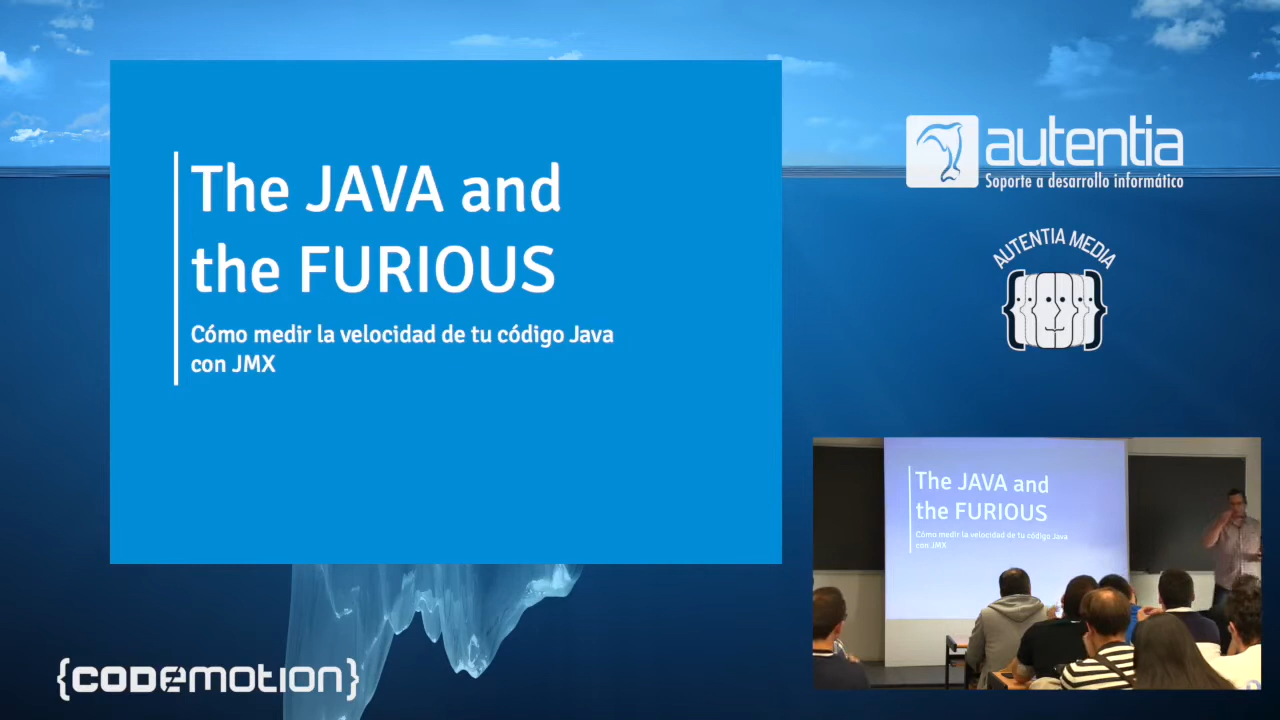 The JAVA and
the FURIOUS
Cómo medir la velocidad de tu código Java
con JMX
autentia
Soporte a desarrollo informático
AUTENTIA MEDIA
The JAVA and
the FURIOUS
Cómo medir la velocidad de tu código Java
con JMX
{CODEMOTION}